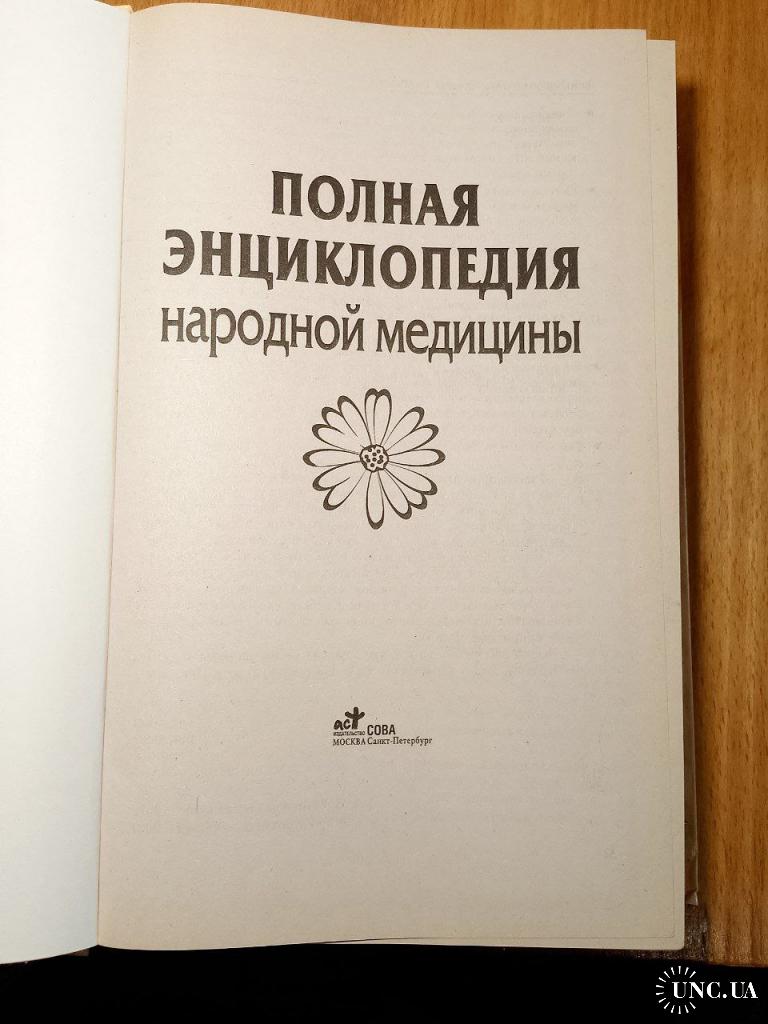 ПОЛНАЯ
ЭНЦИКЛОПЕДИЯ
народной медицины
аст
ИЗДАТЕЛЬСТВО СОВА
МОСКВА Санкт-Петербург
UNC.UA